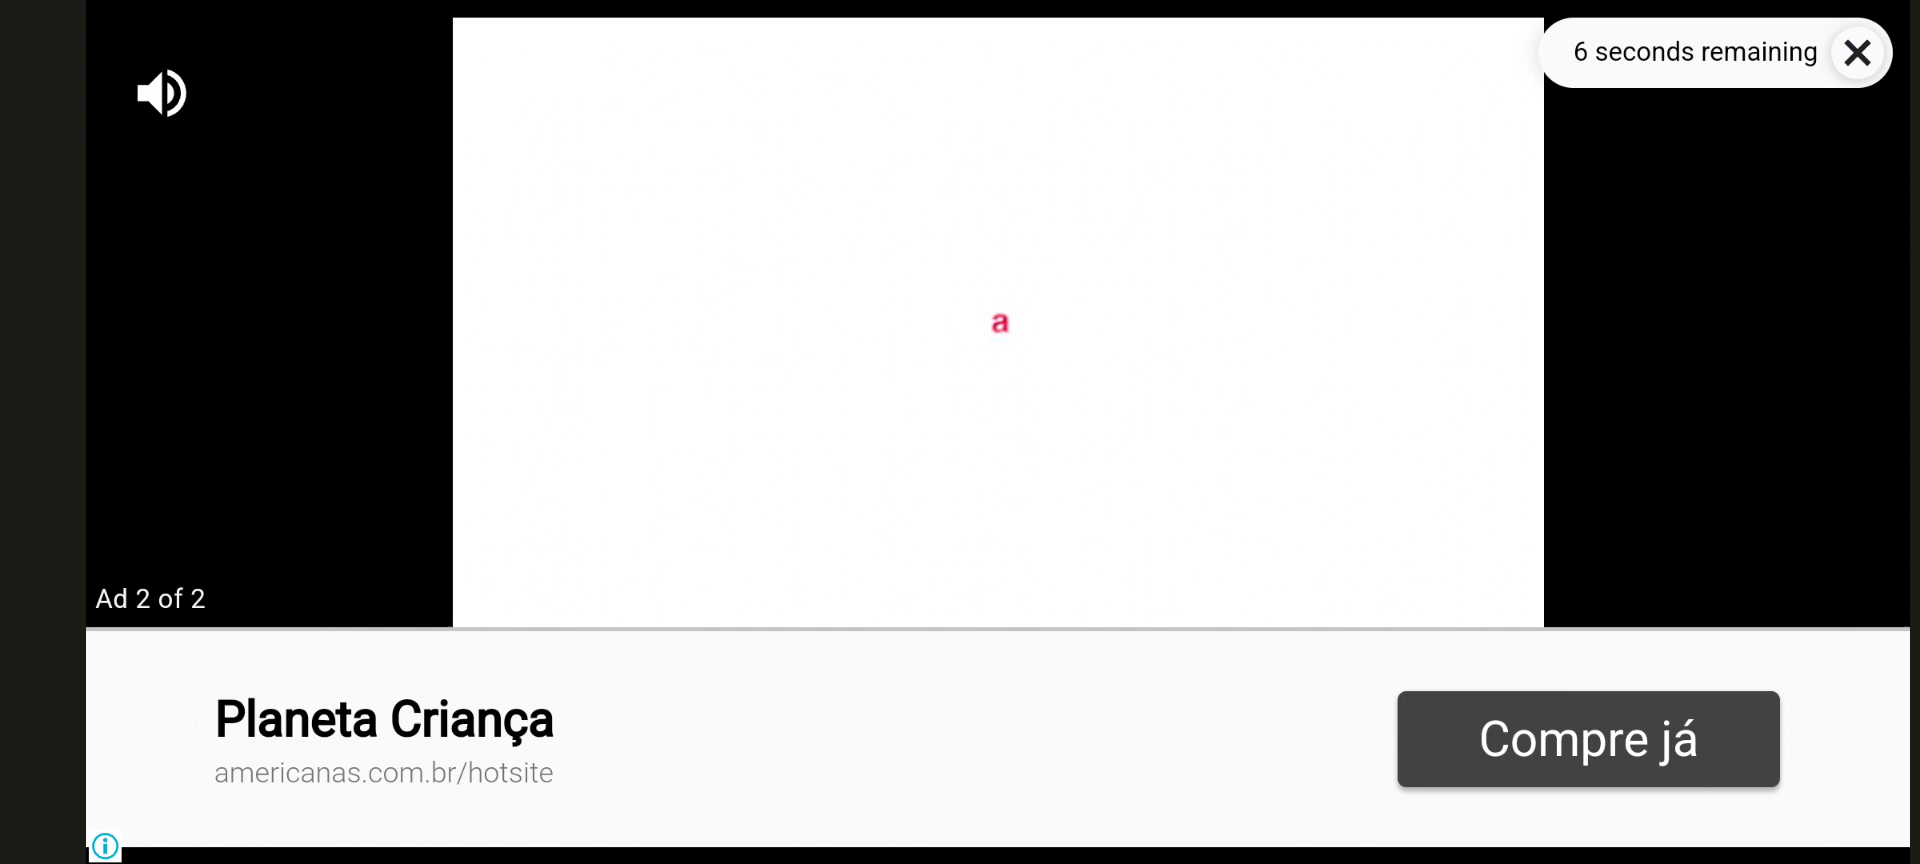 6 seconds remaining
a
Ad 2 of 2
Planeta Criança
americanas.com.br/hotsite
Compre já